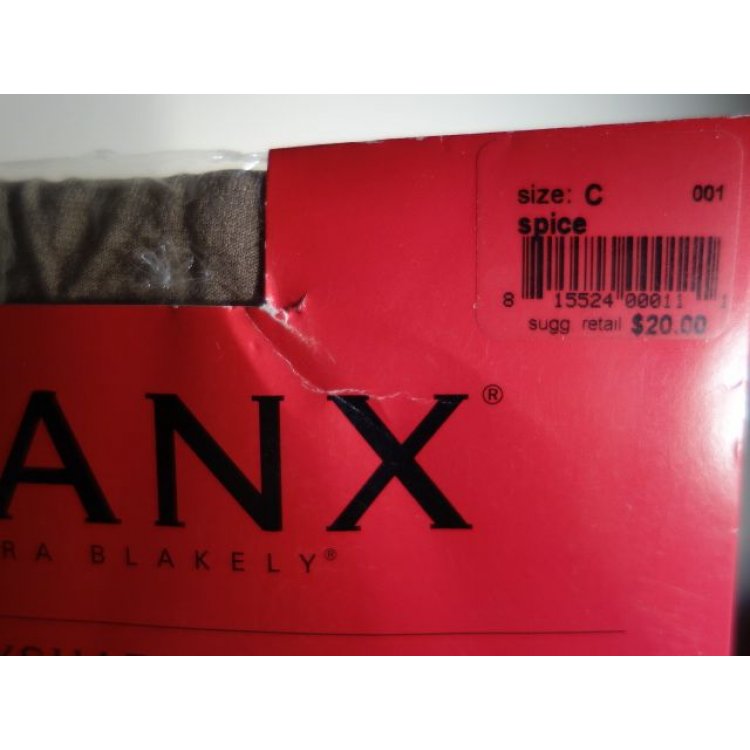 size: C 001
spice
8 15524 00011 1
sugg retail $20.00
ANX®
RA BLAKELY®